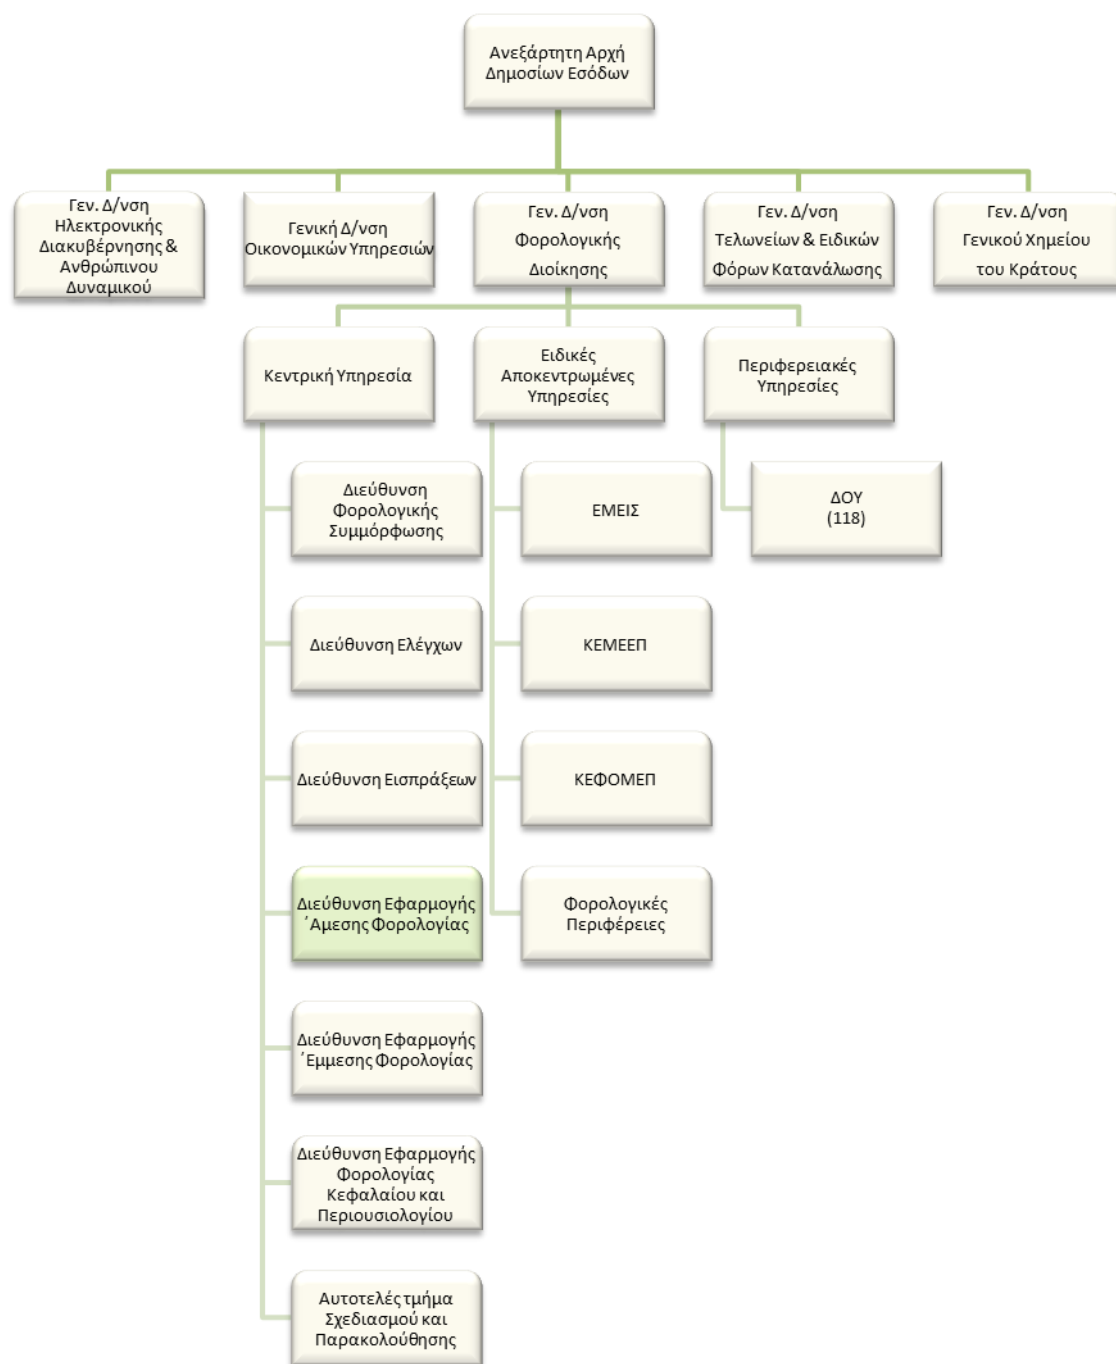 Ανεξάρτητη Αρχή
Δημοσίων Εσόδων
Γεν. Δ/νση
Ηλεκτρονικής
Διακυβέρνησης &
Ανθρώπινου
Δυναμικού
Γενική Δ/νση
Οικονομικών Υπηρεσιών
Γεν. Δ/νση
Φορολογικής
Διοίκησης
Γεν. Δ/νση
Τελωνείων & Ειδικών
Φόρων Κατανάλωσης
Γεν. Δ/νση
Γενικού Χημείου
του Κράτους
Κεντρική Υπηρεσία
Ειδικές
Αποκεντρωμένες
Υπηρεσίες
Περιφερειακές
Υπηρεσίες
Διεύθυνση
Φορολογικής
Συμμόρφωσης
ΕΜΕΙΣ
ΔΟΥ
(118)
Διεύθυνση Ελέγχων
ΚΕΜΕΕΠ
Διεύθυνση Εισπράξεων
ΚΕΦΟΜΕΠ
Διεύθυνση Εφαρμογής
΄Αμεσης Φορολογίας
Φορολογικές
Περιφέρειες
Διεύθυνση Εφαρμογής
΄Εμμεσης Φορολογίας
Διεύθυνση Εφαρμογής
Φορολογίας
Κεφαλαίου και
Περιουσιολογίου
Αυτοτελές τμήμα
Σχεδιασμού και
Παρακολούθησης